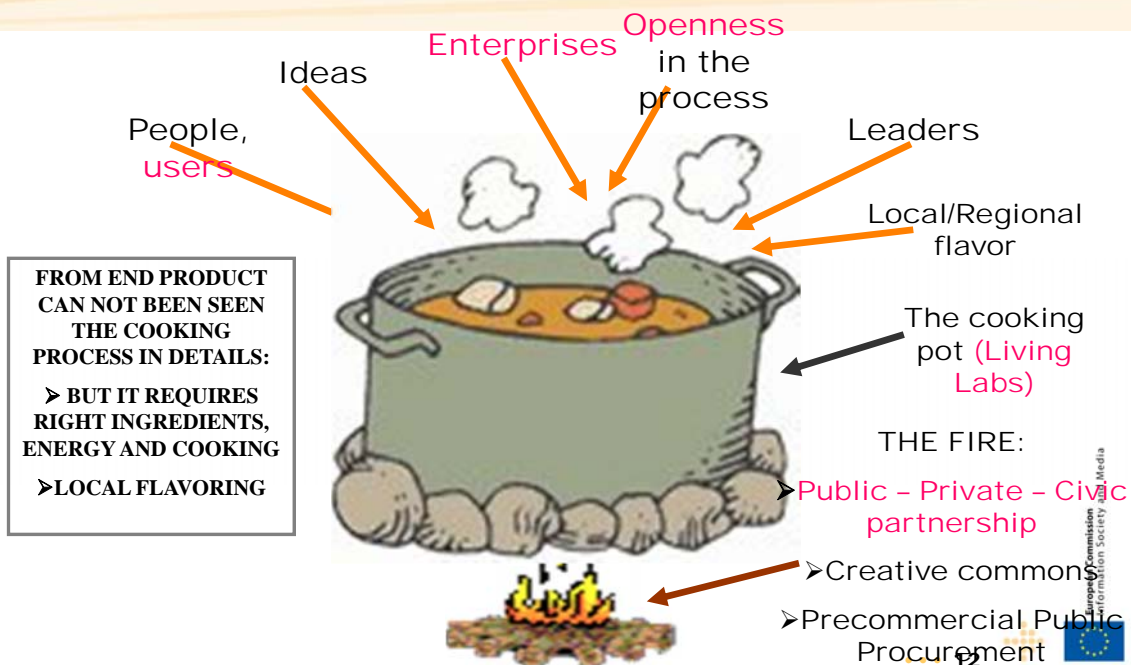 Openness
in the
process
Enterprises
Ideas
People,
users
Leaders
Local/Regional
flavor
FROM END PRODUCT
CAN NOT BEEN SEEN
THE COOKING
PROCESS IN DETAILS:
➢ BUT IT REQUIRES
RIGHT INGREDIENTS,
ENERGY AND COOKING
➢LOCAL FLAVORING
The cooking
pot (Living
Labs)
THE FIRE:
➢Public – Private – Civic
partnership
➢Creative commons
➢Precommercial Public
Procurement
European Commission
Information Society and Media
12